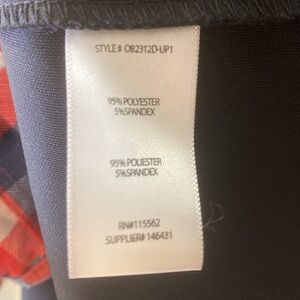 STYLE# OB2312D-UP1
95% POLYESTER
5%SPANDEX
95% POLIESTER
5%SPANDEX
RN#115562
SUPPLIER# 146431